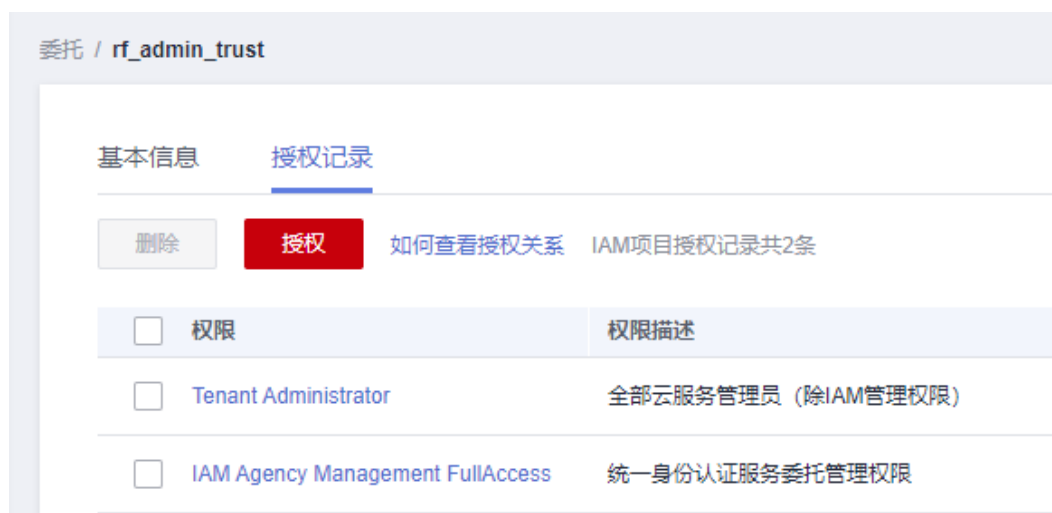 委托 / rf_admin_trust
基本信息 授权记录
删除 授权 如何查看授权关系 IAM项目授权记录共2条
权限 权限描述
Tenant Administrator 全部云服务管理员（除IAM管理权限）
IAM Agency Management FullAccess 统一身份认证服务委托管理权限